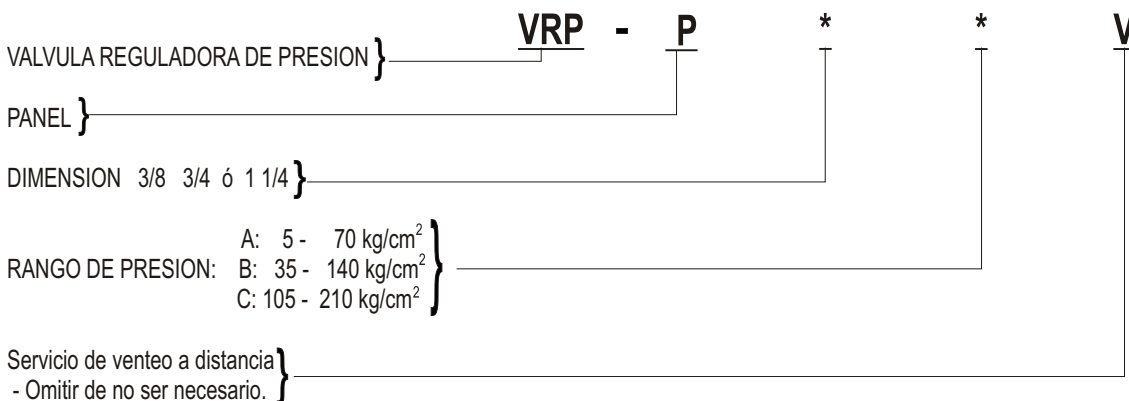 VRP - P * * V
VALVULA REGULADORA DE PRESION
PANEL
DIMENSION 3/8 3/4 ó 1 1/4
A: 5 - 70 kg/cm²
RANGO DE PRESION: B: 35 - 140 kg/cm²
C: 105 - 210 kg/cm²
Servicio de venteo a distancia
- Omitir de no ser necesario.